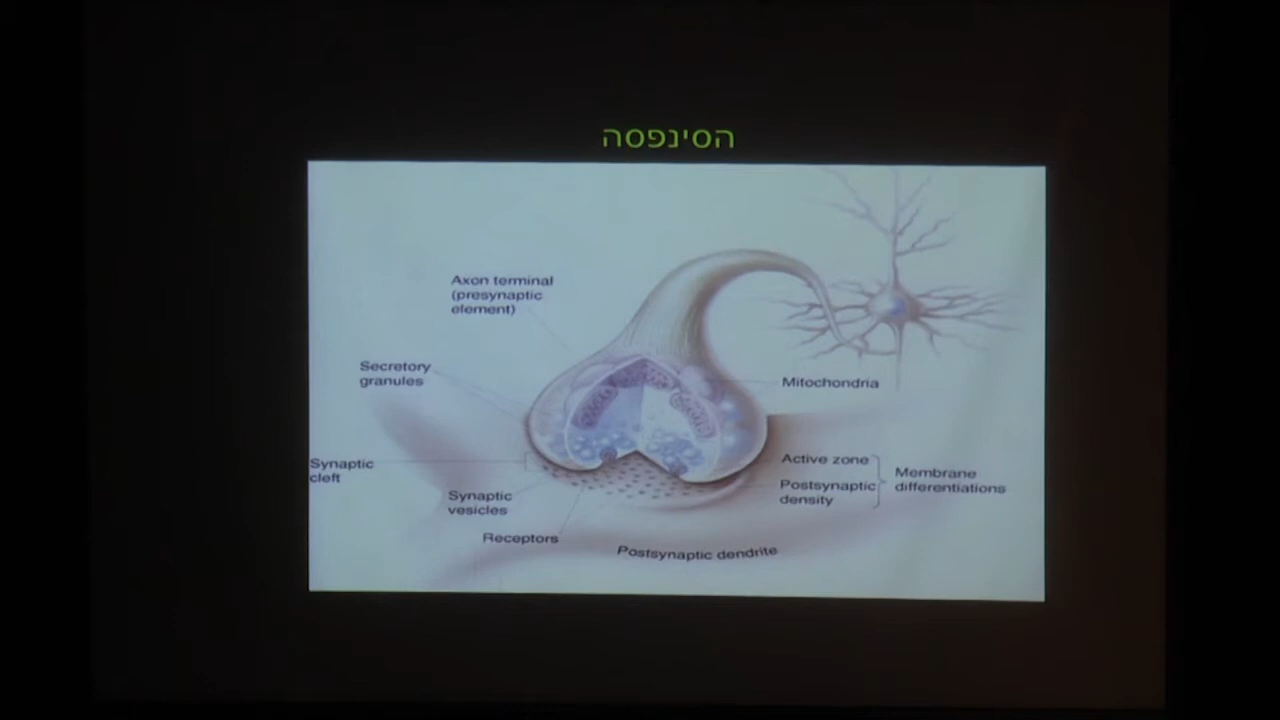 הסינפסה
Axon terminal
(presynaptic
element)
Secretory
granules
Mitochondria
Synaptic
cleft
Active zone
Membrane
differentiations
Postsynaptic
density
Synaptic
vesicles
Receptors
Postsynaptic dendrite